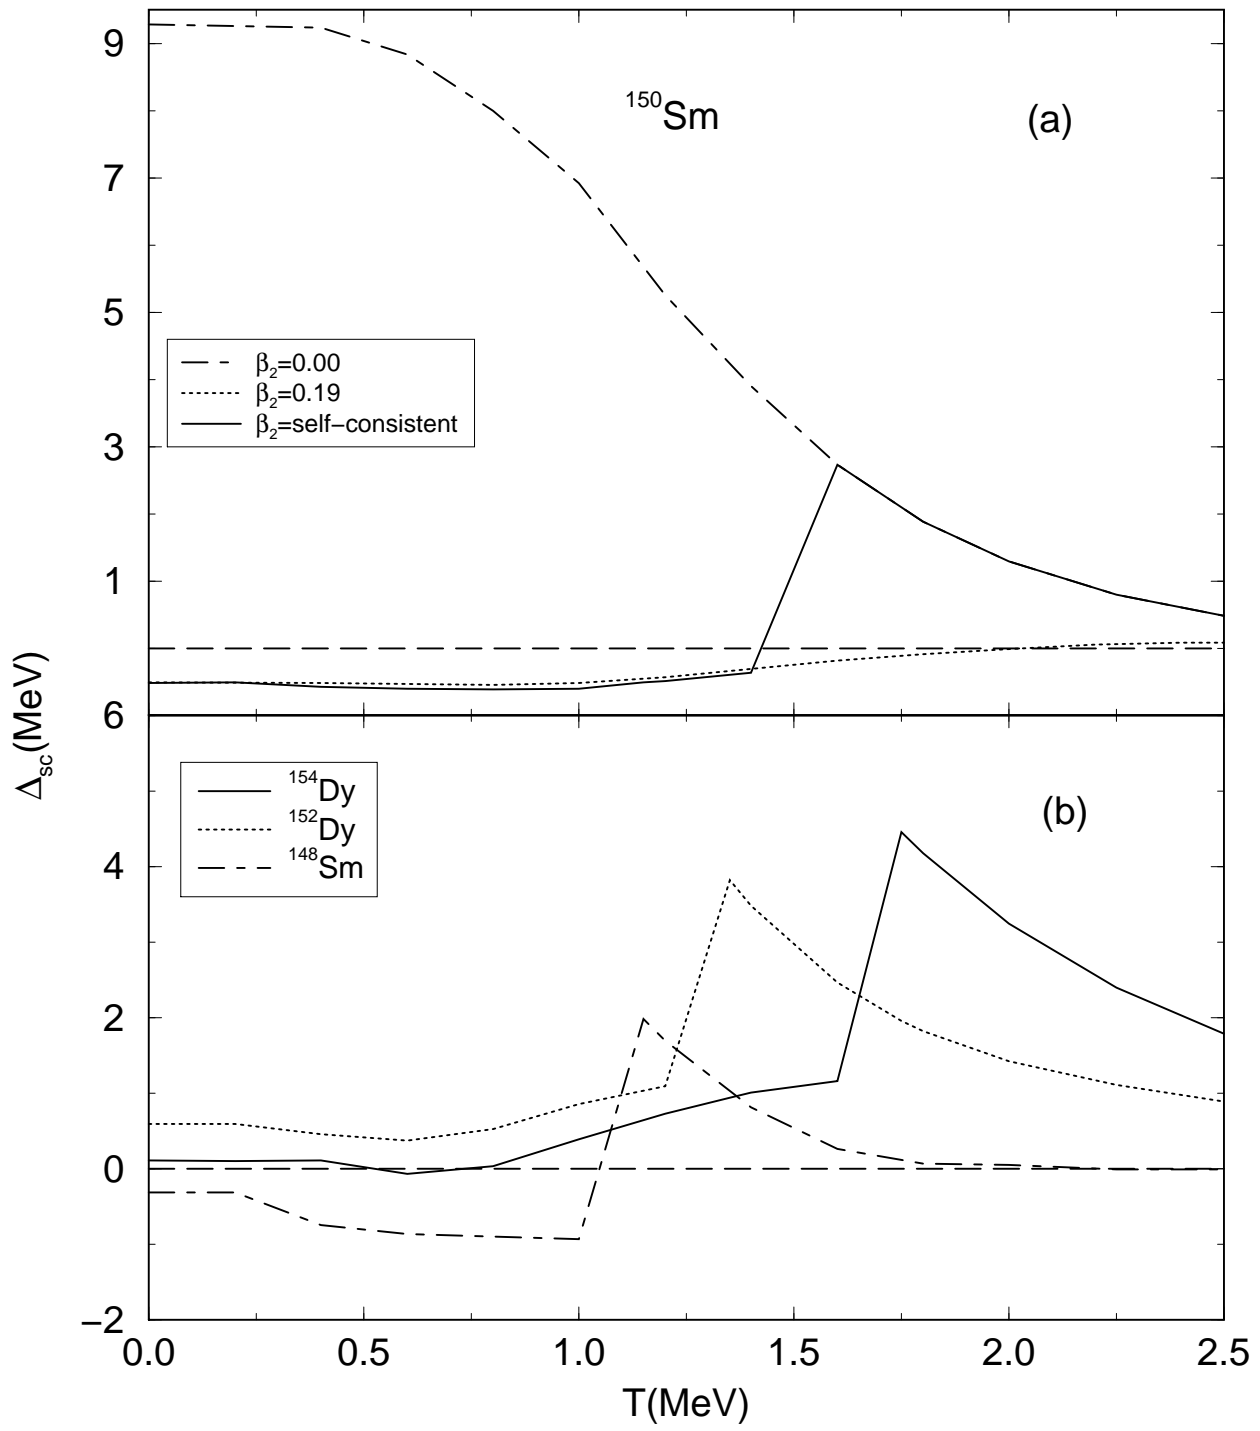 9
¹⁵⁰Sm
(a)
7
5
β₂=0.00
β₂=0.19
β₂=self−consistent
3
1
Δsc(MeV)
6
¹⁵⁴Dy
(b)
¹⁵²Dy
¹⁴⁸Sm
4
2
0
−2
0.0 0.5 1.0 1.5 2.0 2.5
T(MeV)